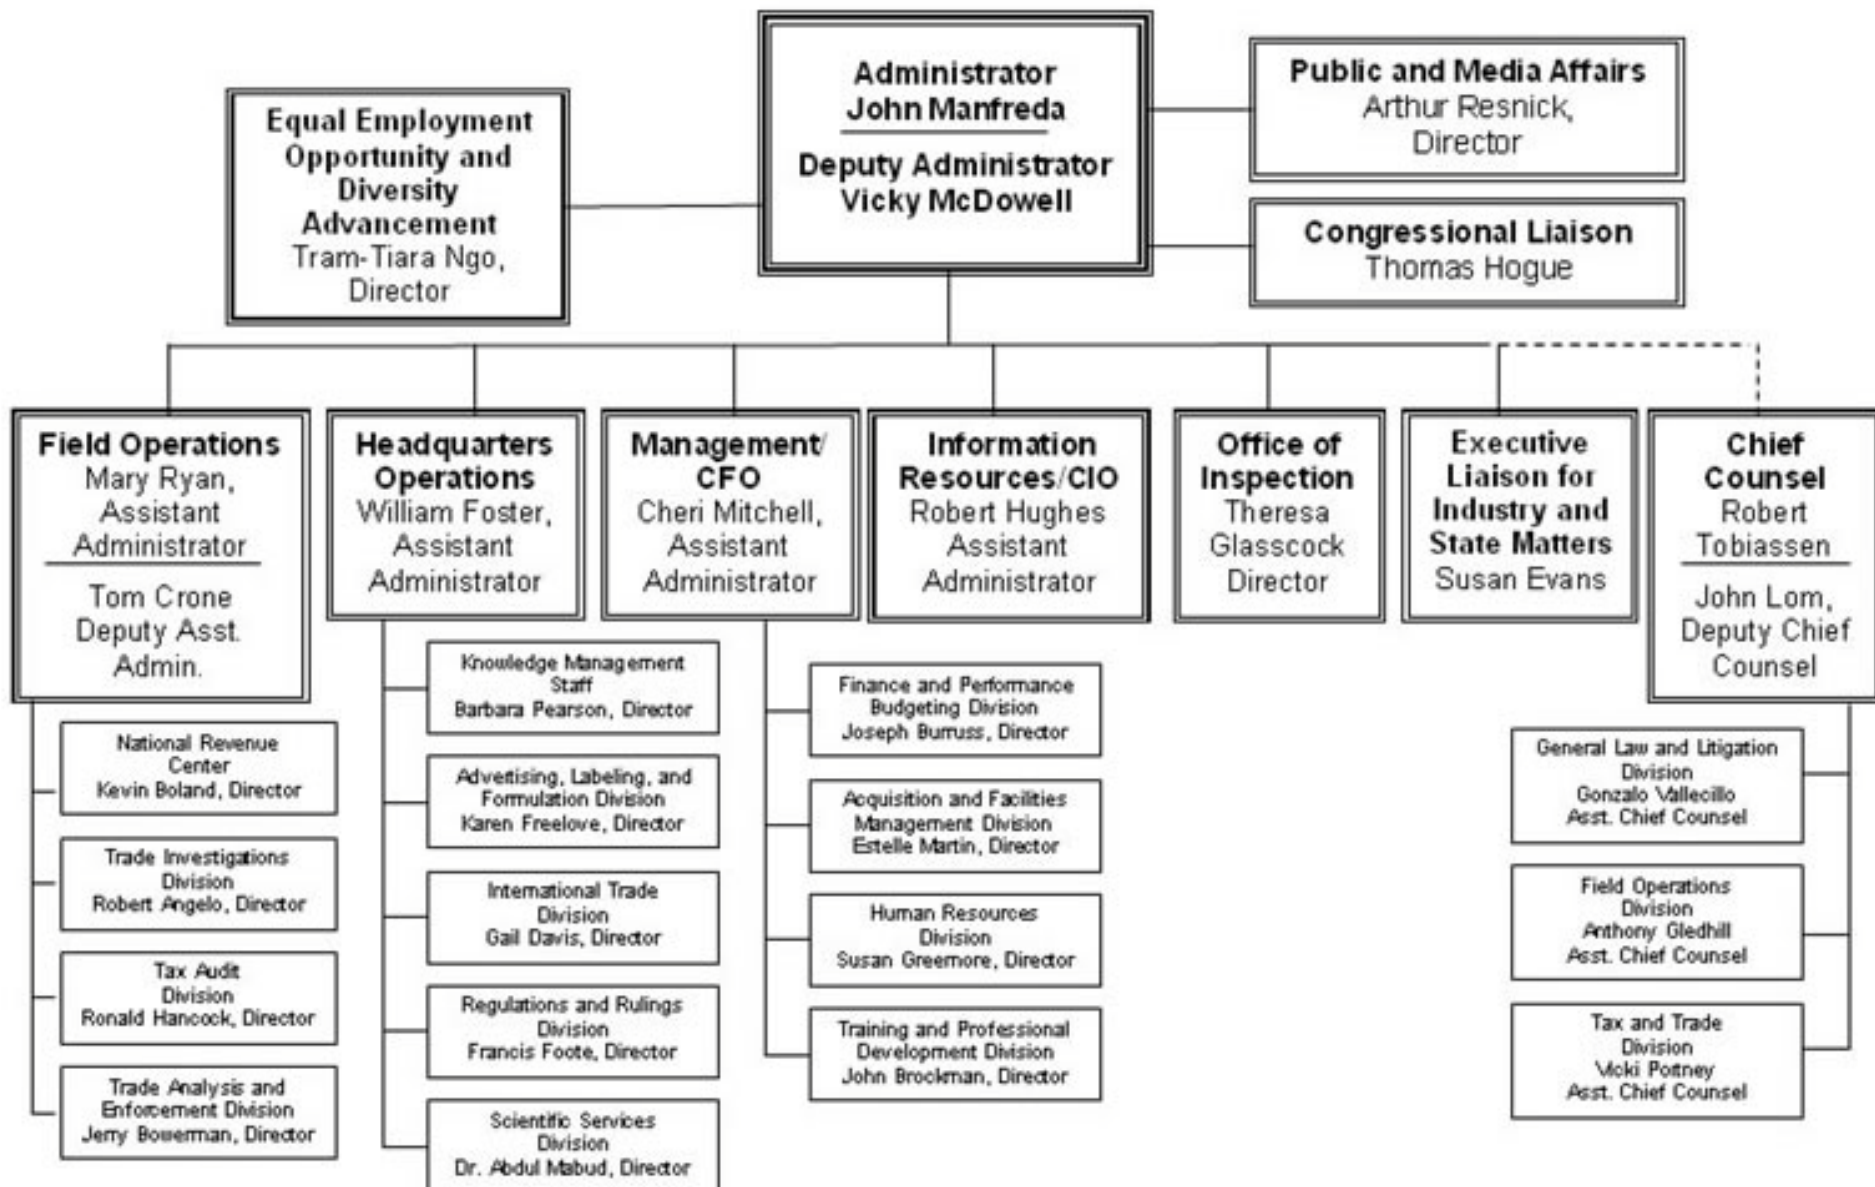 Administrator
John Manfreda
Deputy Administrator
Vicky McDowell
Equal Employment
Opportunity and
Diversity
Advancement
Tram-Tiara Ngo,
Director
Public and Media Affairs
Arthur Resnick,
Director
Congressional Liaison
Thomas Hogue
Field Operations
Mary Ryan,
Assistant
Administrator
Tom Crone
Deputy Asst.
Admin.
National Revenue
Center
Kevin Boland, Director
Trade Investigations
Division
Robert Angelo, Director
Tax Audit
Division
Ronald Hancock, Director
Trade Analysis and
Enforcement Division
Jerry Bowerman, Director
Headquarters
Operations
William Foster,
Assistant
Administrator
Knowledge Management
Staff
Barbara Pearson, Director
Advertising, Labeling, and
Formulation Division
Karen Freelove, Director
International Trade
Division
Gail Davis, Director
Regulations and Rulings
Division
Francis Foote, Director
Scientific Services
Division
Dr. Abdul Mabud, Director
Management/
CFO
Cheri Mitchell,
Assistant
Administrator
Finance and Performance
Budgeting Division
Joseph Burruss, Director
Acquisition and Facilities
Management Division
Estelle Martin, Director
Human Resources
Division
Susan Greemore, Director
Training and Professional
Development Division
John Brockman, Director
Information
Resources/CIO
Robert Hughes
Assistant
Administrator
Office of
Inspection
Theresa
Glasscock
Director
Executive
Liaison for
Industry and
State Matters
Susan Evans
Chief
Counsel
Robert
Tobiassen
John Lom,
Deputy Chief
Counsel
General Law and Litigation
Division
Gonzalo Vallecillo
Asst. Chief Counsel
Field Operations
Division
Anthony Gledhill
Asst. Chief Counsel
Tax and Trade
Division
Vicki Portney
Asst. Chief Counsel